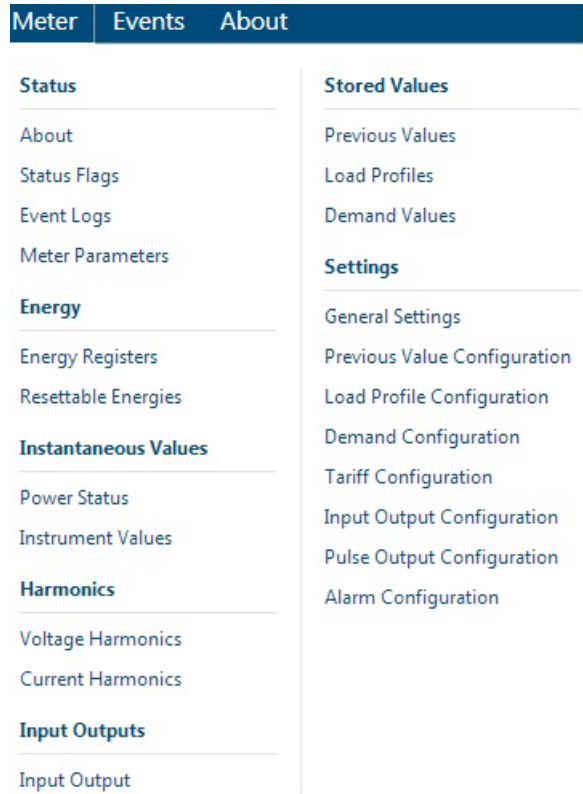 Meter Events About
Status
About
Status Flags
Event Logs
Meter Parameters
Energy
Energy Registers
Resettable Energies
Instantaneous Values
Power Status
Instrument Values
Harmonics
Voltage Harmonics
Current Harmonics
Input Outputs
Input Output
Stored Values
Previous Values
Load Profiles
Demand Values
Settings
General Settings
Previous Value Configuration
Load Profile Configuration
Demand Configuration
Tariff Configuration
Input Output Configuration
Pulse Output Configuration
Alarm Configuration